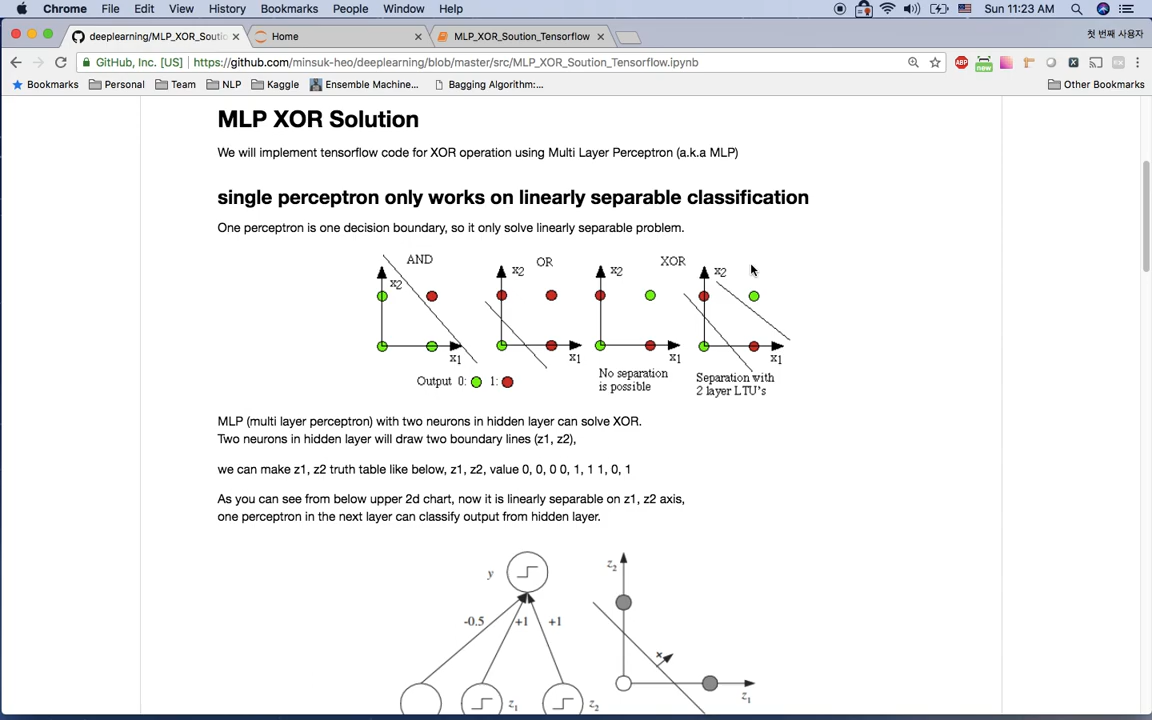 Chrome File Edit View History Bookmarks People Window Help Sun 11:23 AM
deeplearning/MLP_XOR_Soutio Home MLP_XOR_Soution_Tensorflow 첫 번째 사용자
GitHub, Inc. [US] https://github.com/minsuk-heo/deeplearning/blob/master/src/MLP_XOR_Soution_Tensorflow.ipynb ABP new
Bookmarks Personal Team NLP Kaggle Ensemble Machine... Bagging Algorithm:... Other Bookmarks
MLP XOR Solution
We will implement tensorflow code for XOR operation using Multi Layer Perceptron (a.k.a MLP)
single perceptron only works on linearly separable classification
One perceptron is one decision boundary, so it only solve linearly separable problem.
AND OR XOR
x2 x2 x2 x2
x1 x1 x1 x1
Output 0: 1:
No separation
is possible
Separation with
2 layer LTU's
MLP (multi layer perceptron) with two neurons in hidden layer can solve XOR.
Two neurons in hidden layer will draw two boundary lines (z1, z2),
we can make z1, z2 truth table like below, z1, z2, value 0, 0, 0 0, 1, 1 1, 0, 1
As you can see from below upper 2d chart, now it is linearly separable on z1, z2 axis,
one perceptron in the next layer can classify output from hidden layer.
y z2
-0.5 +1 +1
z1 z2 z1